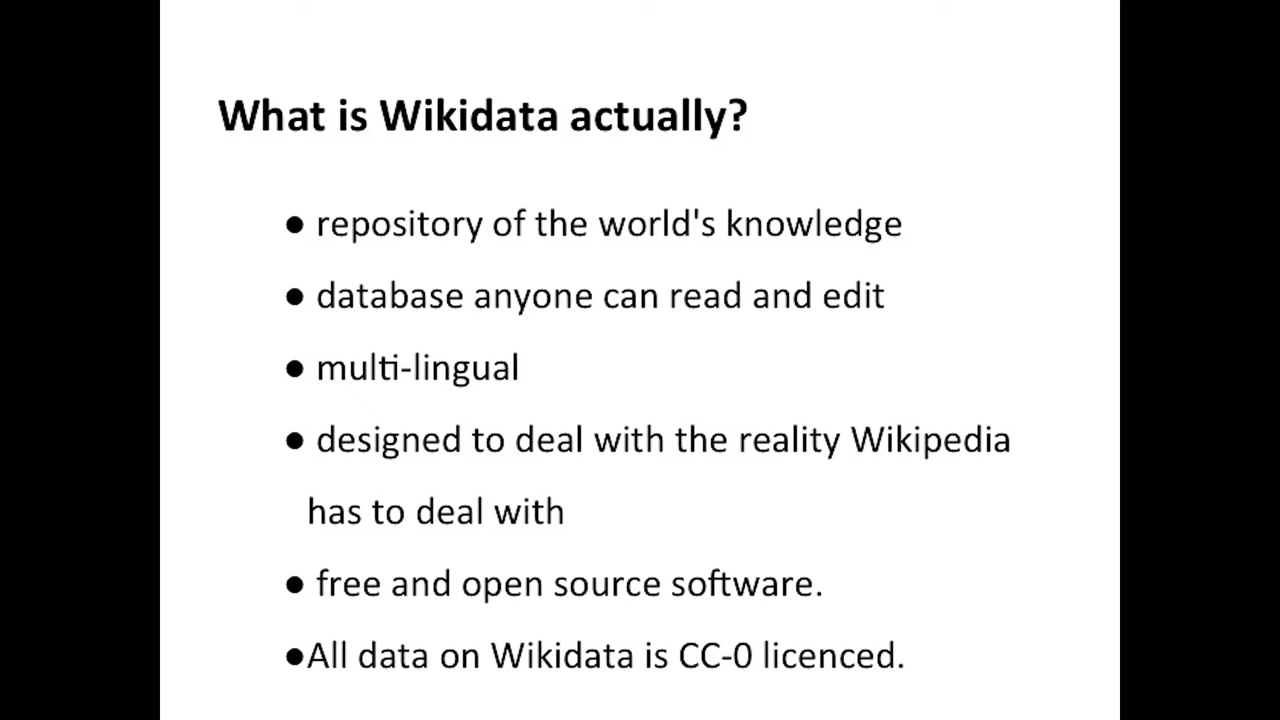 What is Wikidata actually?
● repository of the world's knowledge
● database anyone can read and edit
● multi-lingual
● designed to deal with the reality Wikipedia
has to deal with
● free and open source software.
●All data on Wikidata is CC-0 licenced.